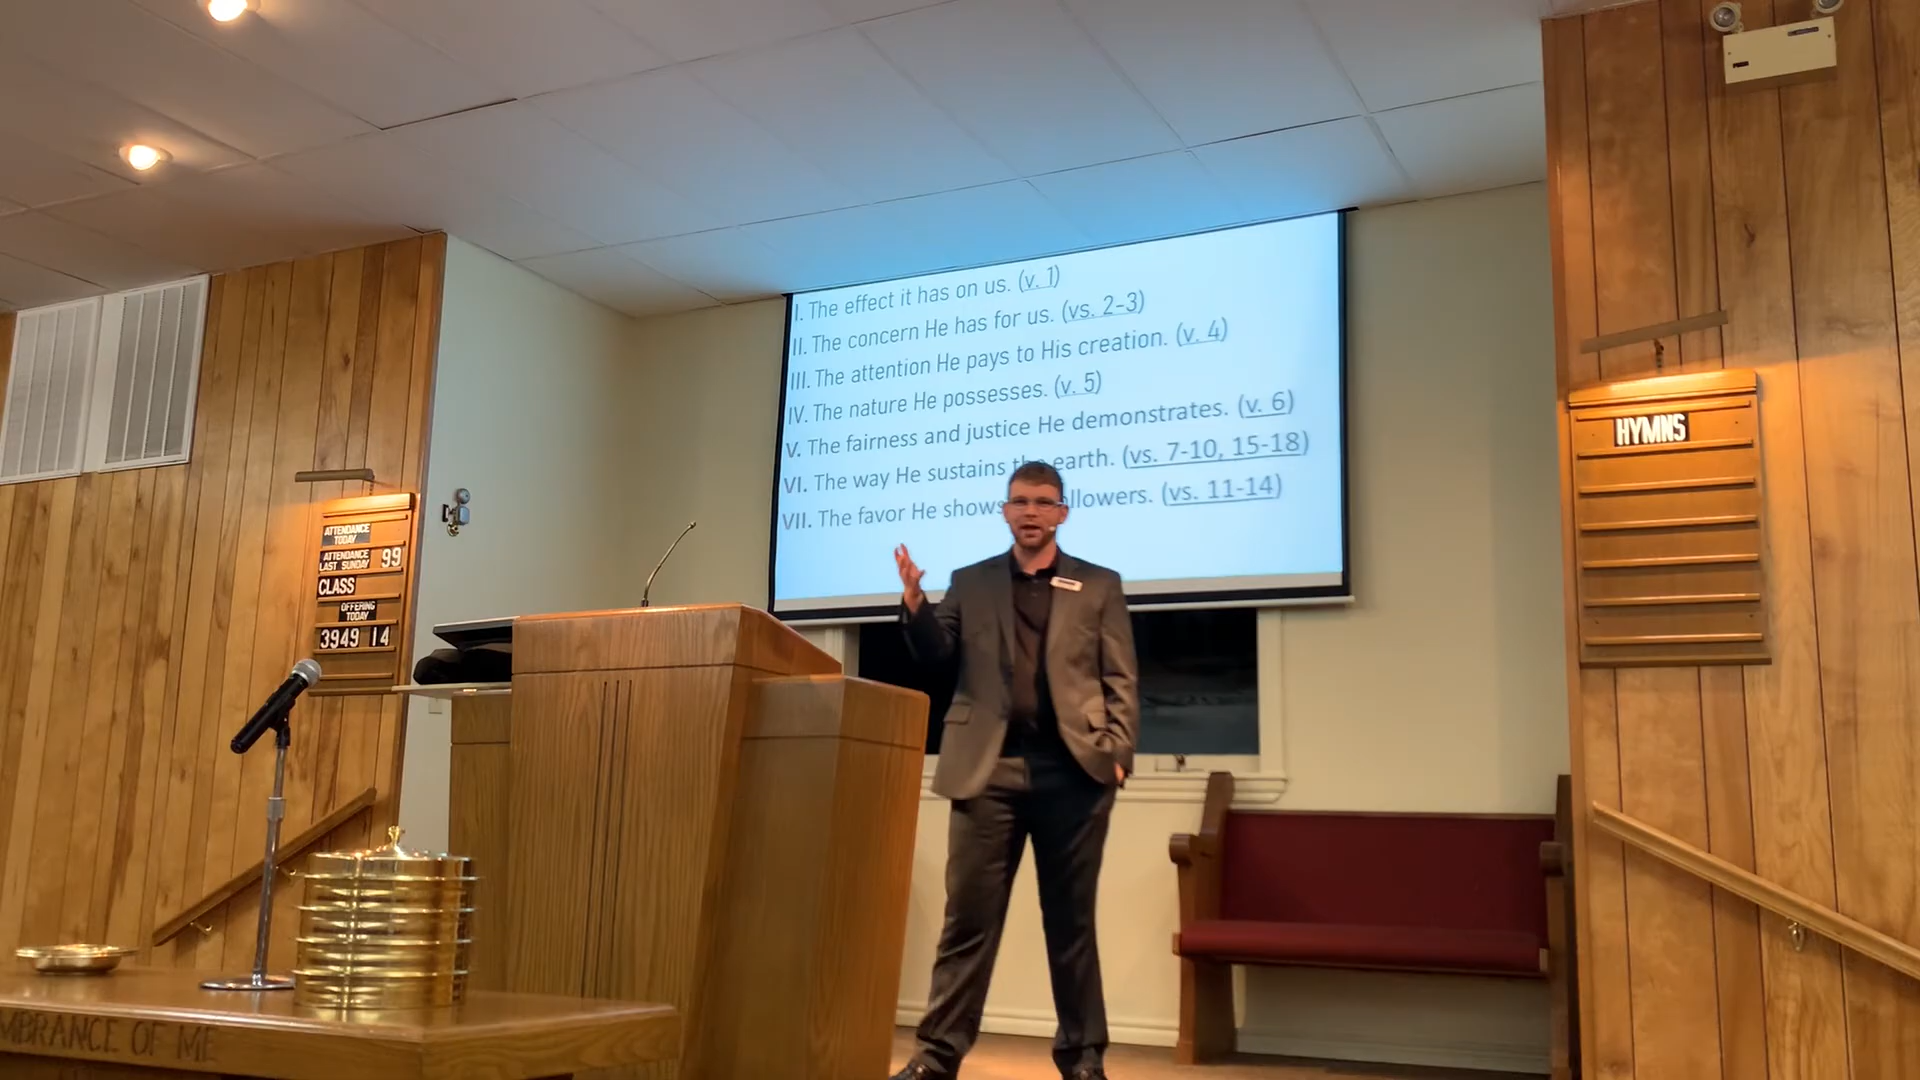 I. The effect it has on us. (v. 1)
II. The concern He has for us. (vs. 2-3)
III. The attention He pays to His creation. (v. 4)
IV. The nature He possesses. (v. 5)
V. The fairness and justice He demonstrates. (v. 6)
VI. The way He sustains the earth. (vs. 7-10, 15-18)
VII. The favor He shows (vs. 11-14)
HYMNS
ATTENDANCE
TODAY
ATTENDANCE
LAST SUNDAY 99
CLASS
OFFERING
TODAY
3949 14
MBRANCE OF ME